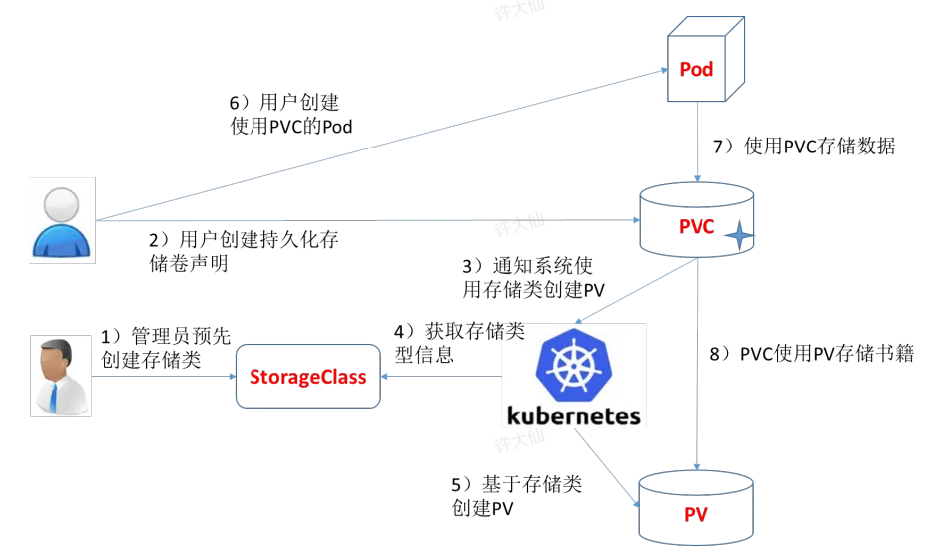 许大仙
Pod
6）用户创建
使用PVC的Pod
7）使用PVC存储数据
许大仙
PVC
2）用户创建持久化存
储卷声明
3）通知系统使
用存储类创建PV
1）管理员预先
创建存储类
4）获取存储类
型信息
8）PVC使用PV存储书籍
StorageClass
kubernetes
许大仙
5）基于存储类
创建PV
PV